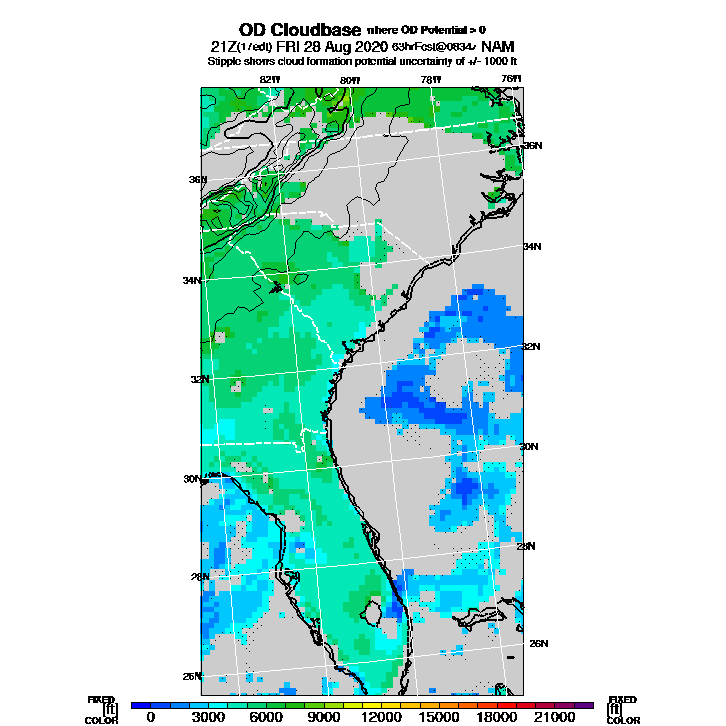 OD Cloudbase where OD Potential > 0
21Z(17edt) FRI 28 Aug 2020 63hrFcst@0834z NAM
Stipple shows cloud formation potential uncertainty of +/- 1000 ft
82W 80W 78W 76W
36N 36N
34N 34N
32N 32N
30N 30N
28N 28N
26N 26N
FIXED FIXED
[ft] [ft]
COLOR 0 3000 6000 9000 12000 15000 18000 21000 COLOR